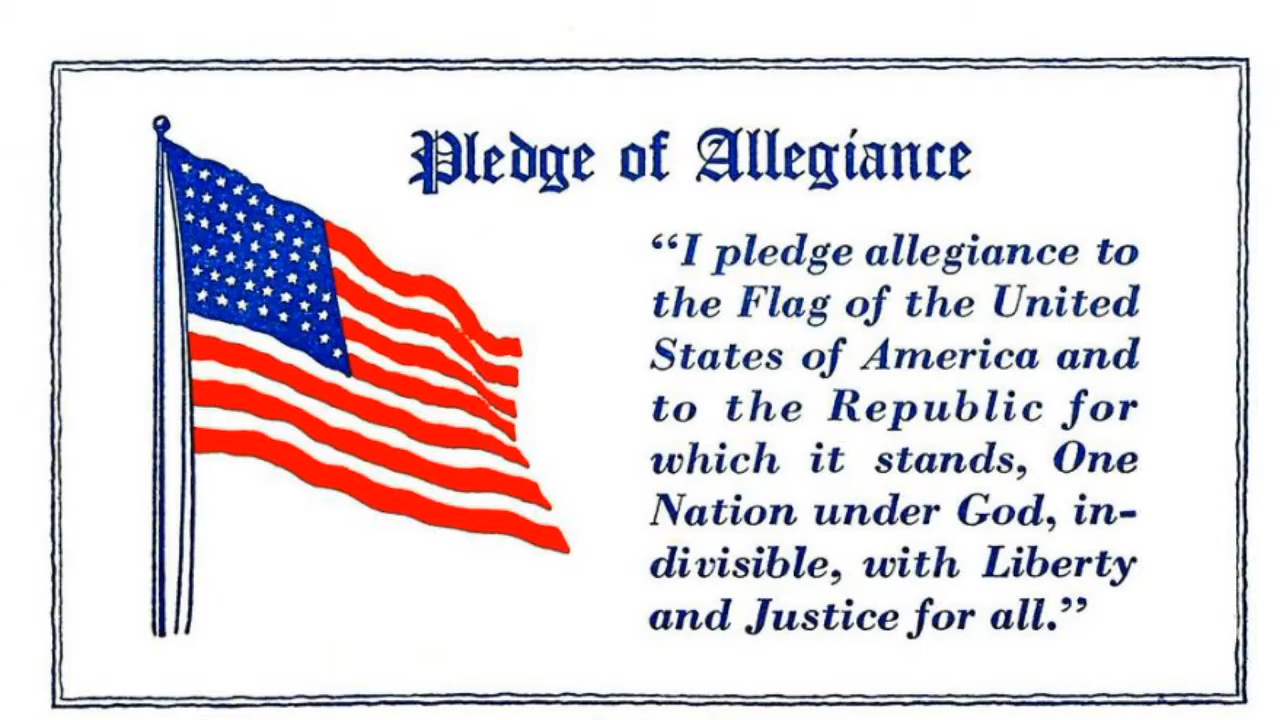 Pledge of Allegiance
“I pledge allegiance to
the Flag of the United
States of America and
to the Republic for
which it stands, One
Nation under God, in-
divisible, with Liberty
and Justice for all.”